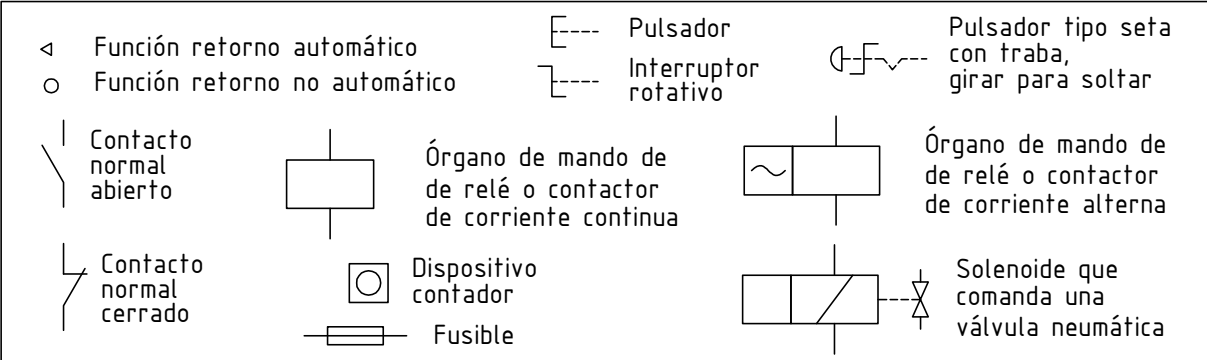 Función retorno automático
Función retorno no automático
Pulsador
Interruptor
rotativo
Pulsador tipo seta
con traba,
girar para soltar
Contacto
normal
abierto
Órgano de mando de
de relé o contactor
de corriente continua
Órgano de mando de
de relé o contactor
de corriente alterna
Contacto
normal
cerrado
Dispositivo
contador
Fusible
Solenoide que
comanda una
válvula neumática